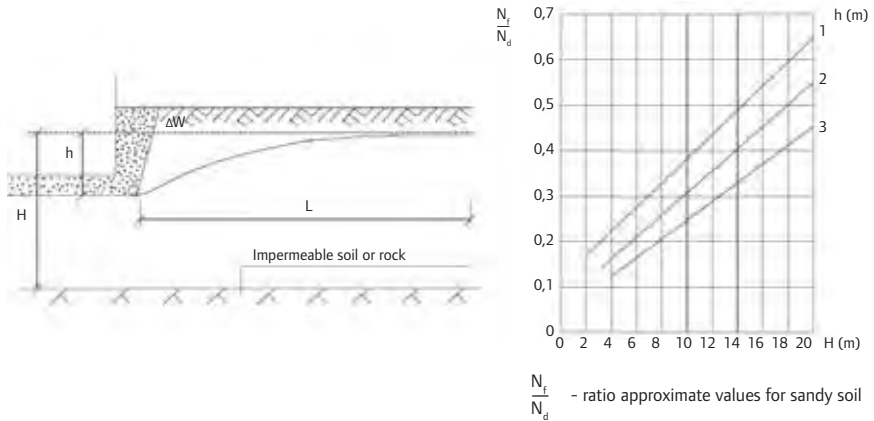 ΔW
h
H
L
Impermeable soil or rock
N_f
N_d
0,7
0,6
0,5
0,4
0,3
0,2
0,1
0
h (m)
1
2
3
0 2 4 6 8 10 12 14 16 18 20 H (m)
N_f
N_d
- ratio approximate values for sandy soil